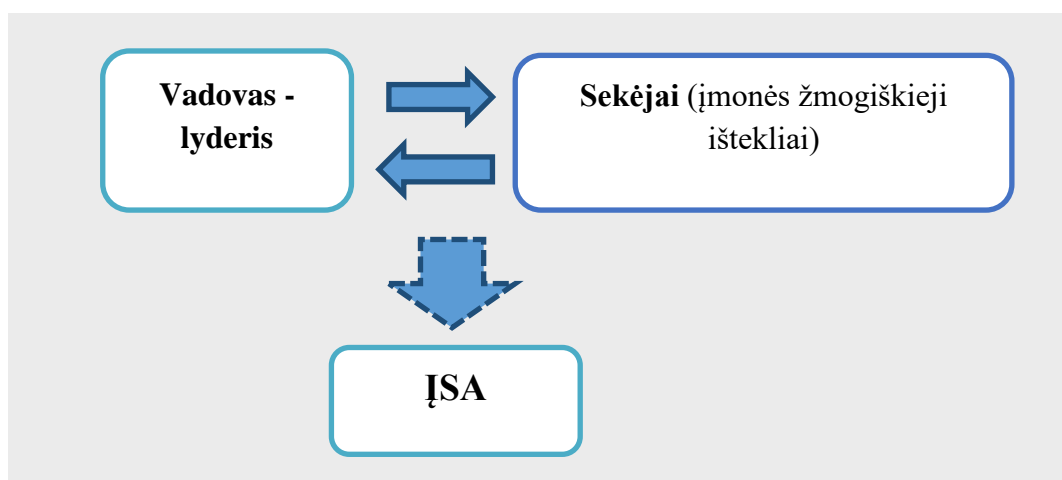 Vadovas -
lyderis
Sekėjai (įmonės žmogiškieji
ištekliai)
ĮSA